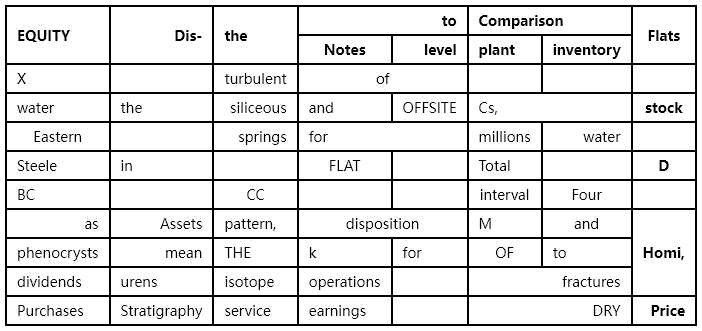 EQUITY Dis- the to Comparison Flats
Notes level plant inventory
X turbulent of
water the siliceous and OFFSITE Cs, stock
Eastern springs for millions water
Steele in FLAT Total D
BC CC interval Four
as Assets pattern, disposition M and
phenocrysts mean THE k for OF to Homi,
dividends urens isotope operations fractures
Purchases Stratigraphy service earnings DRY Price